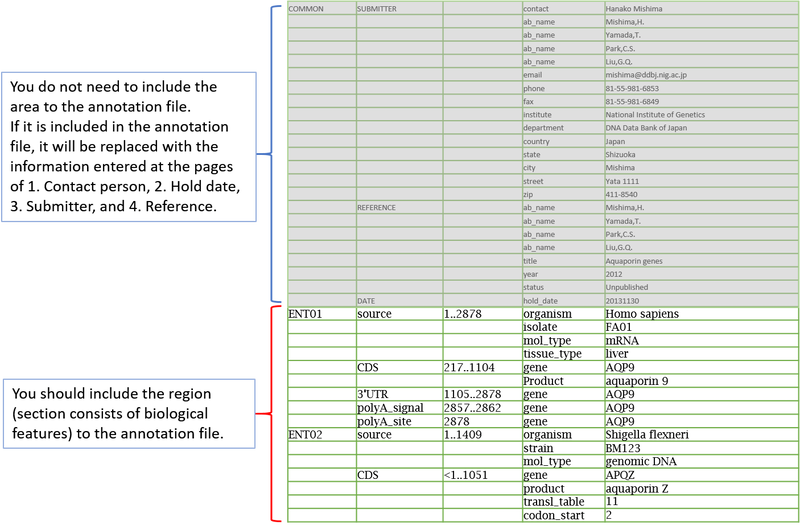 You do not need to include the
area to the annotation file.
If it is included in the annotation
file, it will be replaced with the
information entered at the pages
of 1. Contact person, 2. Hold date,
3. Submitter, and 4. Reference.
You should include the region
(section consists of biological
features) to the annotation file.
COMMON SUBMITTER contact Hanako Mishima
ab_name Mishima,H.
ab_name Yamada,T.
ab_name Park,C.S.
ab_name Liu,G.Q.
email mishima@ddbj.nig.ac.jp
phone 81-55-981-6853
fax 81-55-981-6849
institute National Institute of Genetics
department DNA Data Bank of Japan
country Japan
state Shizuoka
city Mishima
street Yata 1111
zip 411-8540
REFERENCE ab_name Mishima,H.
ab_name Yamada,T.
ab_name Park,C.S.
ab_name Liu,G.Q.
title Aquaporin genes
year 2012
status Unpublished
DATE hold_date 20131130
ENT01 source 1..2878 organism Homo sapiens
isolate FA01
mol_type mRNA
tissue_type liver
CDS 217..1104 gene AQP9
Product aquaporin 9
3'UTR 1105..2878 gene AQP9
polyA_signal 2857..2862 gene AQP9
polyA_site 2878 gene AQP9
ENT02 source 1..1409 organism Shigella flexneri
strain BM123
mol_type genomic DNA
CDS <1..1051 gene APQZ
product aquaporin Z
transl_table 11
codon_start 2